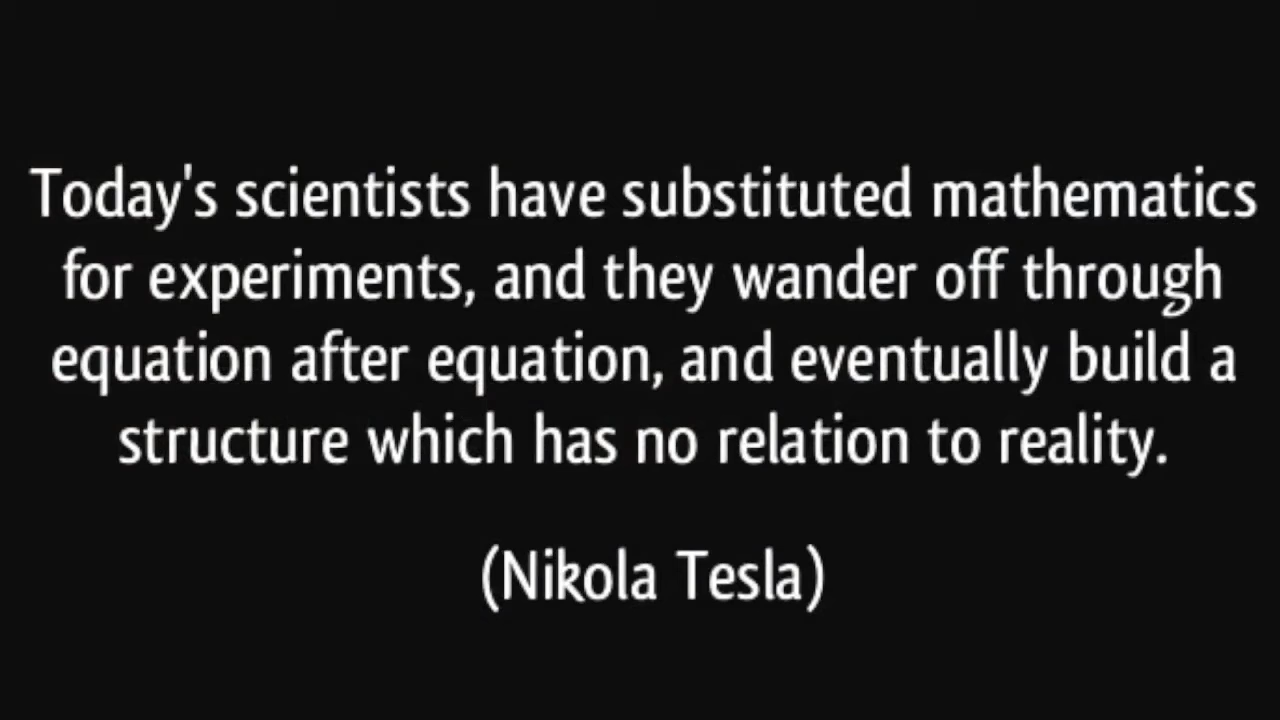 Today's scientists have substituted mathematics
for experiments, and they wander off through
equation after equation, and eventually build a
structure which has no relation to reality.
(Nikola Tesla)